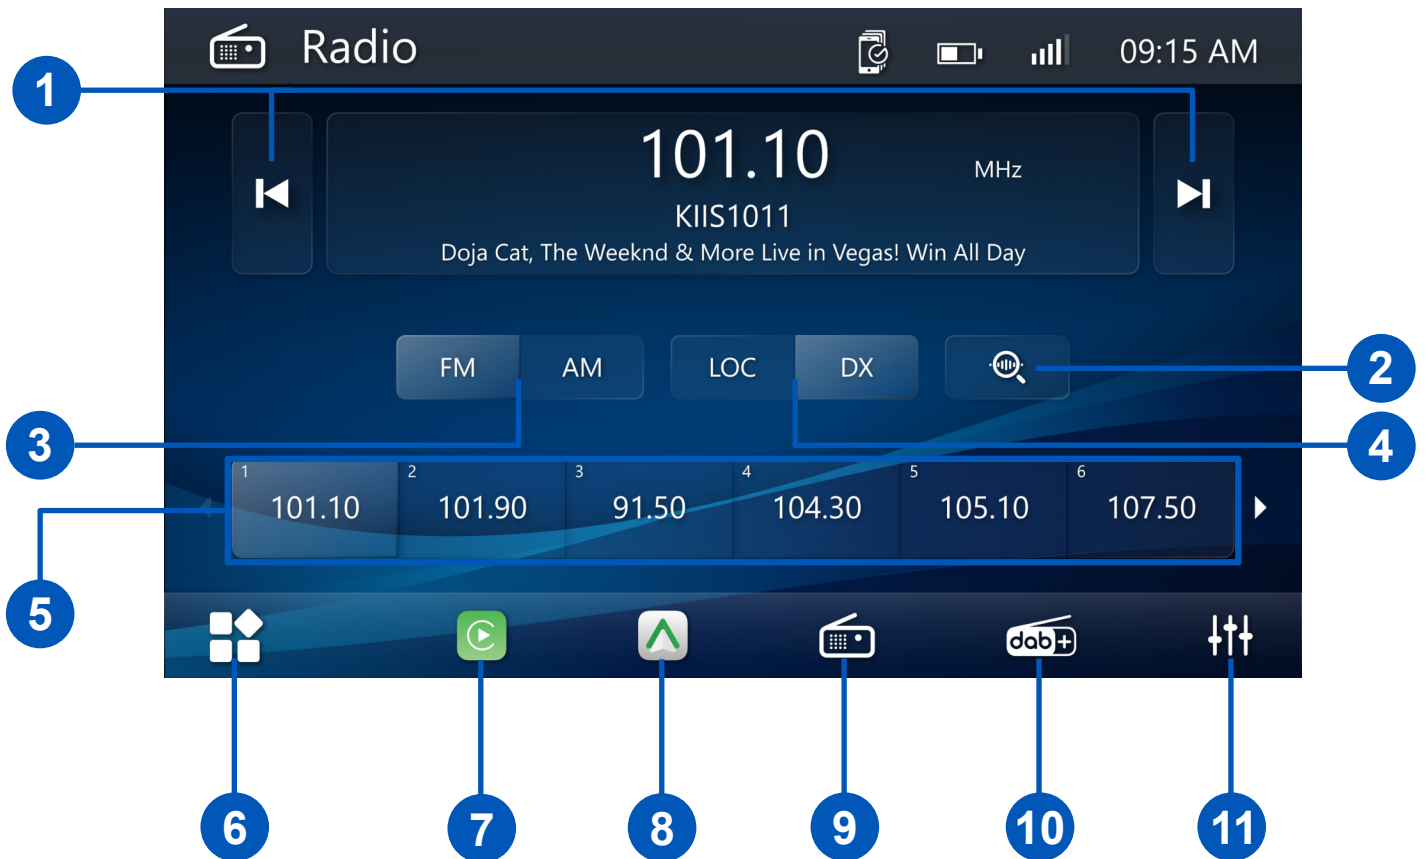 Radio
09:15 AM
1
101.10
MHz
KIIS1011
Doja Cat, The Weeknd & More Live in Vegas! Win All Day
FM AM LOC DX
2
3
4
1 2 3 4 5 6
101.10 101.90 91.50 104.30 105.10 107.50
5
dab+
6 7 8 9 10 11